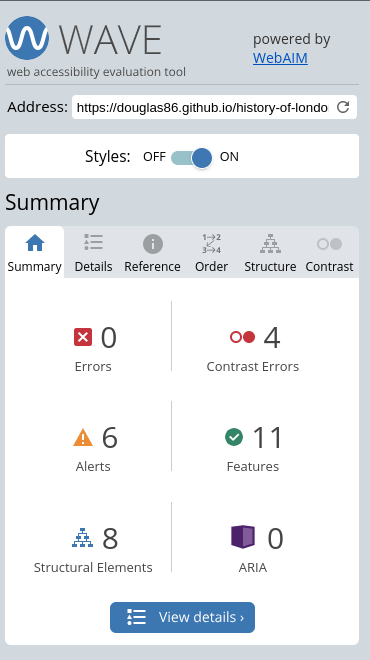 WAVE
powered by
WebAIM
web accessibility evaluation tool
Address: https://douglas86.github.io/history-of-londo
Styles: OFF ON
Summary
Summary Details Reference Order Structure Contrast
0
Errors
4
Contrast Errors
6
Alerts
11
Features
8
Structural Elements
0
ARIA
View details ›